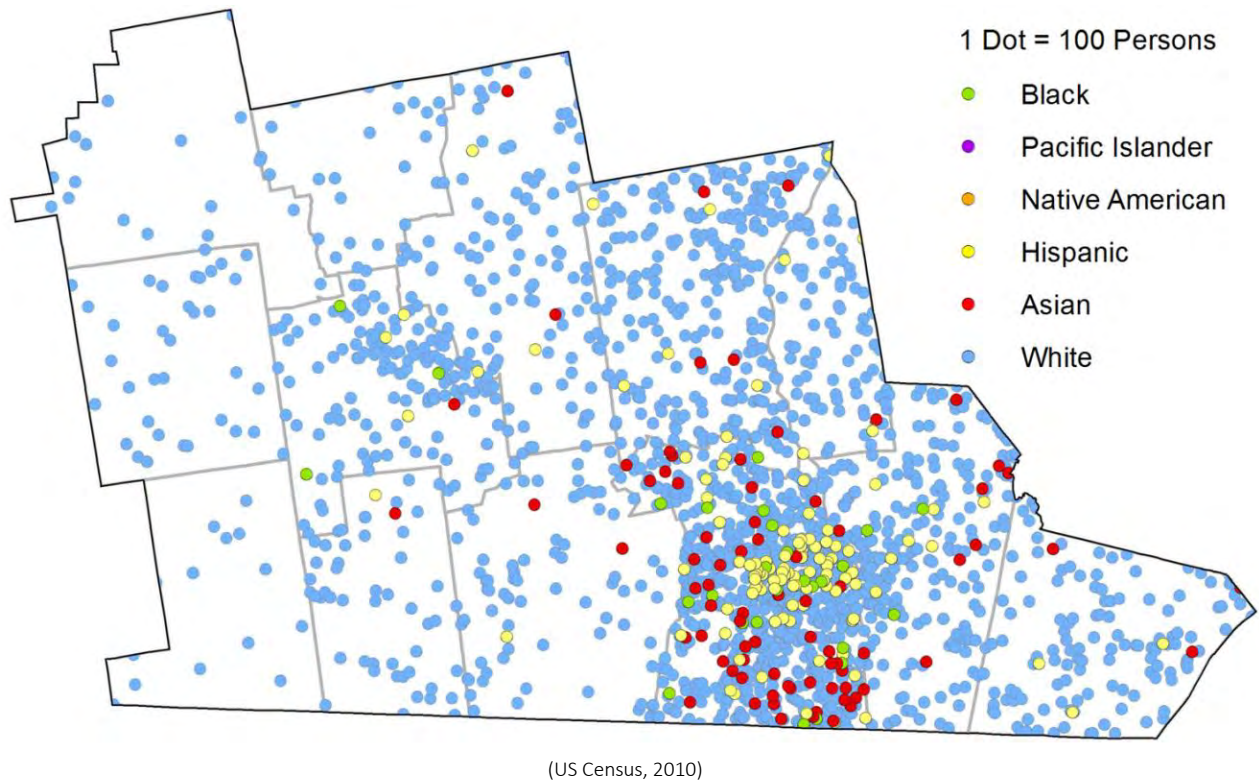 1 Dot = 100 Persons
Black
Pacific Islander
Native American
Hispanic
Asian
White
(US Census, 2010)